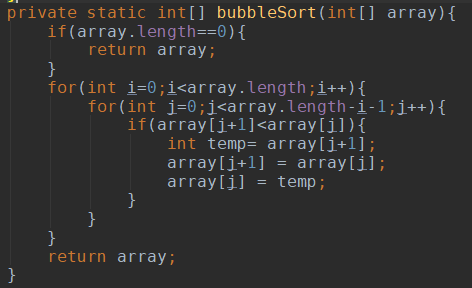 private static int[] bubbleSort(int[] array){
    if(array.length==0){
        return array;
    }
    for(int i=0;i<array.length;i++){
        for(int j=0;j<array.length-i-1;j++){
            if(array[j+1]<array[j]){
                int temp= array[j+1];
                array[j+1] = array[j];
                array[j] = temp;
            }
        }
    }
    return array;
}